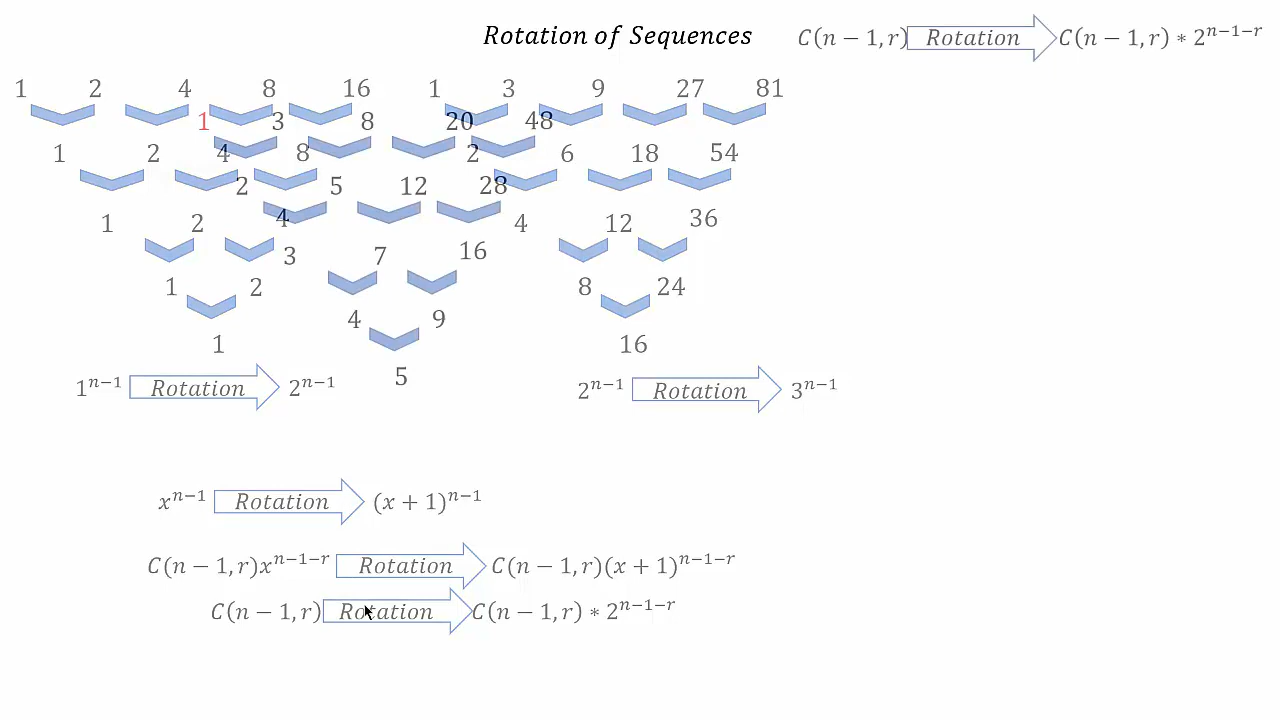 Rotation of Sequences
C(n − 1, r) Rotation C(n − 1, r) ∗ 2^{n−1−r}
1 2 4 8 16 1 3 9 27 81
1 3 8 20 48
1 2 4 8 2 6 18 54
2 5 12 28
1 2 4 4 12 36
3 7 16
1 2 8 24
4 9
1 16
5
1^{n−1} Rotation 2^{n−1} 2^{n−1} Rotation 3^{n−1}
x^{n−1} Rotation (x + 1)^{n−1}
C(n − 1, r)x^{n−1−r} Rotation C(n − 1, r)(x + 1)^{n−1−r}
C(n − 1, r) Rotation C(n − 1, r) ∗ 2^{n−1−r}